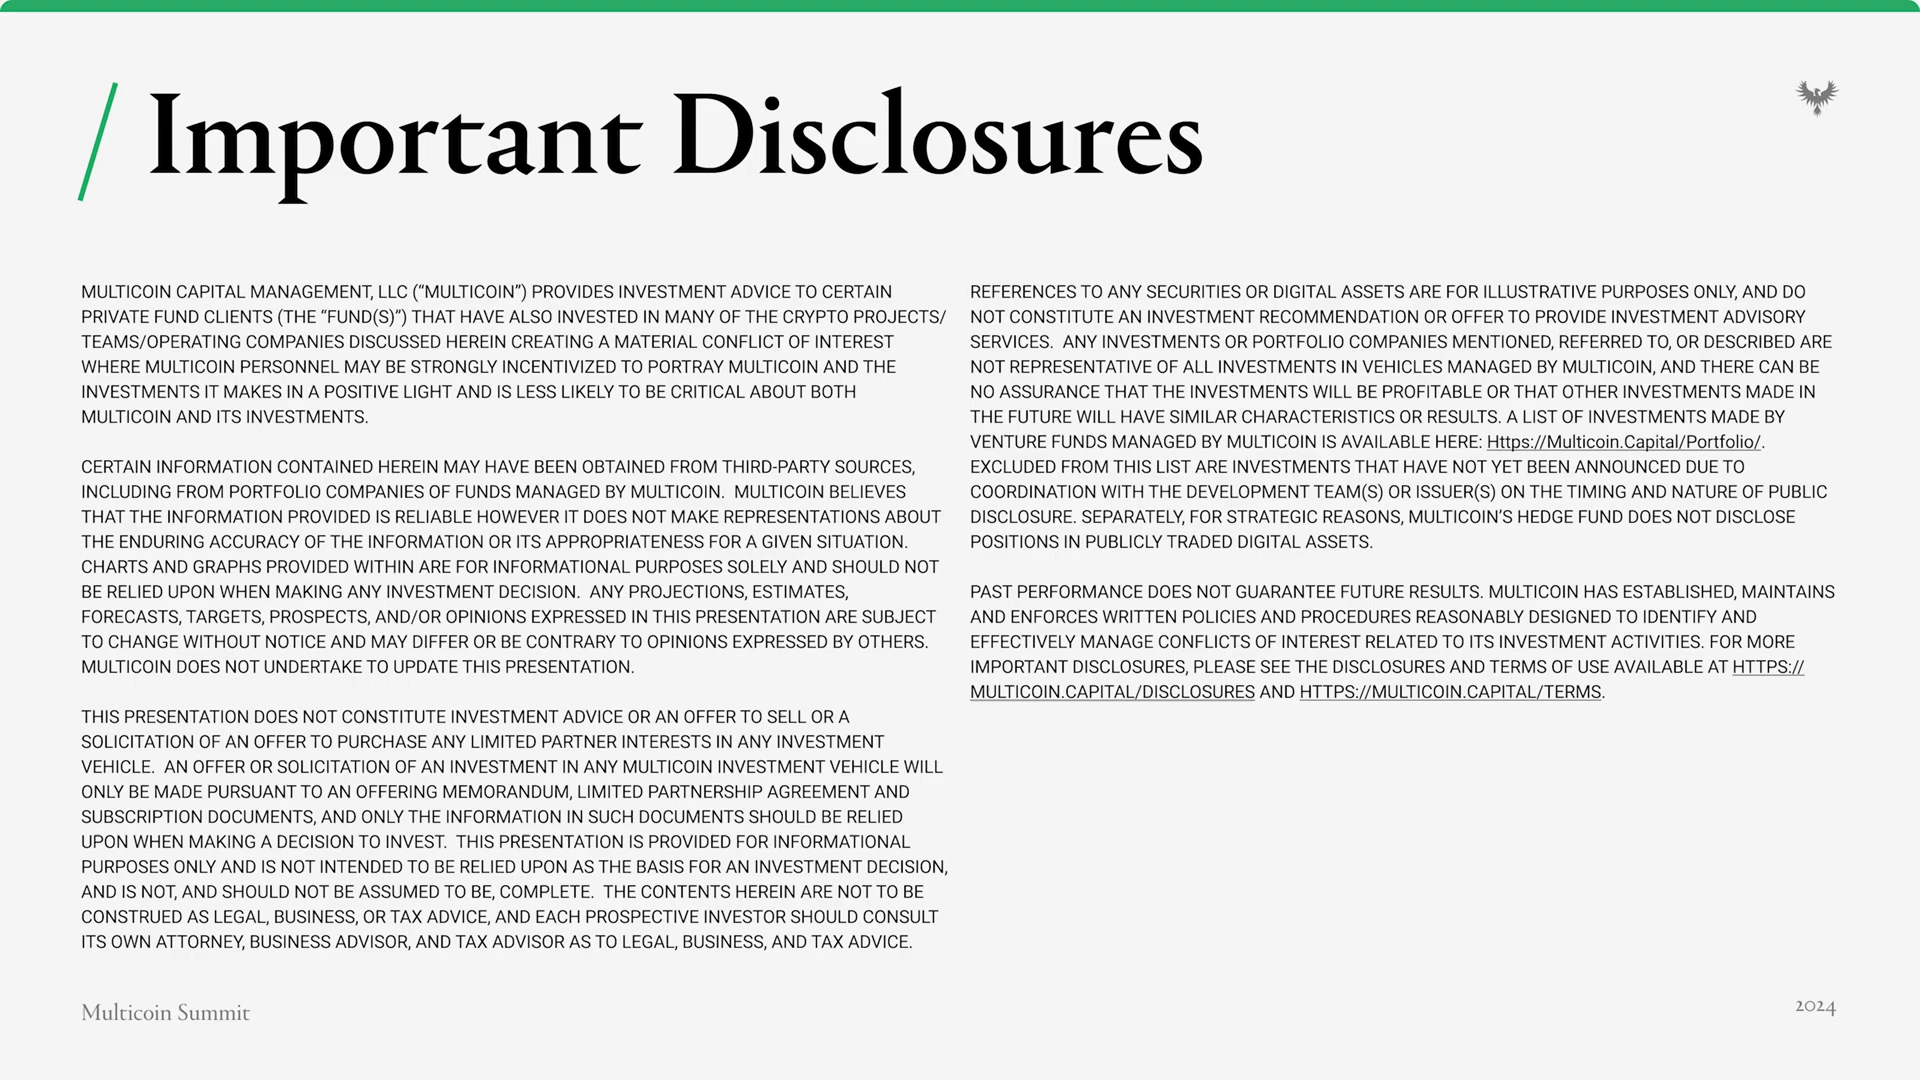 Important Disclosures
MULTICOIN CAPITAL MANAGEMENT, LLC (“MULTICOIN”) PROVIDES INVESTMENT ADVICE TO CERTAIN
PRIVATE FUND CLIENTS (THE “FUND(S)”) THAT HAVE ALSO INVESTED IN MANY OF THE CRYPTO PROJECTS/
TEAMS/OPERATING COMPANIES DISCUSSED HEREIN CREATING A MATERIAL CONFLICT OF INTEREST
WHERE MULTICOIN PERSONNEL MAY BE STRONGLY INCENTIVIZED TO PORTRAY MULTICOIN AND THE
INVESTMENTS IT MAKES IN A POSITIVE LIGHT AND IS LESS LIKELY TO BE CRITICAL ABOUT BOTH
MULTICOIN AND ITS INVESTMENTS.
CERTAIN INFORMATION CONTAINED HEREIN MAY HAVE BEEN OBTAINED FROM THIRD-PARTY SOURCES,
INCLUDING FROM PORTFOLIO COMPANIES OF FUNDS MANAGED BY MULTICOIN.  MULTICOIN BELIEVES
THAT THE INFORMATION PROVIDED IS RELIABLE HOWEVER IT DOES NOT MAKE REPRESENTATIONS ABOUT
THE ENDURING ACCURACY OF THE INFORMATION OR ITS APPROPRIATENESS FOR A GIVEN SITUATION.
CHARTS AND GRAPHS PROVIDED WITHIN ARE FOR INFORMATIONAL PURPOSES SOLELY AND SHOULD NOT
BE RELIED UPON WHEN MAKING ANY INVESTMENT DECISION.  ANY PROJECTIONS, ESTIMATES,
FORECASTS, TARGETS, PROSPECTS, AND/OR OPINIONS EXPRESSED IN THIS PRESENTATION ARE SUBJECT
TO CHANGE WITHOUT NOTICE AND MAY DIFFER OR BE CONTRARY TO OPINIONS EXPRESSED BY OTHERS.
MULTICOIN DOES NOT UNDERTAKE TO UPDATE THIS PRESENTATION.
THIS PRESENTATION DOES NOT CONSTITUTE INVESTMENT ADVICE OR AN OFFER TO SELL OR A
SOLICITATION OF AN OFFER TO PURCHASE ANY LIMITED PARTNER INTERESTS IN ANY INVESTMENT
VEHICLE.  AN OFFER OR SOLICITATION OF AN INVESTMENT IN ANY MULTICOIN INVESTMENT VEHICLE WILL
ONLY BE MADE PURSUANT TO AN OFFERING MEMORANDUM, LIMITED PARTNERSHIP AGREEMENT AND
SUBSCRIPTION DOCUMENTS, AND ONLY THE INFORMATION IN SUCH DOCUMENTS SHOULD BE RELIED
UPON WHEN MAKING A DECISION TO INVEST.  THIS PRESENTATION IS PROVIDED FOR INFORMATIONAL
PURPOSES ONLY AND IS NOT INTENDED TO BE RELIED UPON AS THE BASIS FOR AN INVESTMENT DECISION,
AND IS NOT, AND SHOULD NOT BE ASSUMED TO BE, COMPLETE.  THE CONTENTS HEREIN ARE NOT TO BE
CONSTRUED AS LEGAL, BUSINESS, OR TAX ADVICE, AND EACH PROSPECTIVE INVESTOR SHOULD CONSULT
ITS OWN ATTORNEY, BUSINESS ADVISOR, AND TAX ADVISOR AS TO LEGAL, BUSINESS, AND TAX ADVICE.
REFERENCES TO ANY SECURITIES OR DIGITAL ASSETS ARE FOR ILLUSTRATIVE PURPOSES ONLY, AND DO
NOT CONSTITUTE AN INVESTMENT RECOMMENDATION OR OFFER TO PROVIDE INVESTMENT ADVISORY
SERVICES.  ANY INVESTMENTS OR PORTFOLIO COMPANIES MENTIONED, REFERRED TO, OR DESCRIBED ARE
NOT REPRESENTATIVE OF ALL INVESTMENTS IN VEHICLES MANAGED BY MULTICOIN, AND THERE CAN BE
NO ASSURANCE THAT THE INVESTMENTS WILL BE PROFITABLE OR THAT OTHER INVESTMENTS MADE IN
THE FUTURE WILL HAVE SIMILAR CHARACTERISTICS OR RESULTS. A LIST OF INVESTMENTS MADE BY
VENTURE FUNDS MANAGED BY MULTICOIN IS AVAILABLE HERE: Https://Multicoin.Capital/Portfolio/.
EXCLUDED FROM THIS LIST ARE INVESTMENTS THAT HAVE NOT YET BEEN ANNOUNCED DUE TO
COORDINATION WITH THE DEVELOPMENT TEAM(S) OR ISSUER(S) ON THE TIMING AND NATURE OF PUBLIC
DISCLOSURE. SEPARATELY, FOR STRATEGIC REASONS, MULTICOIN’S HEDGE FUND DOES NOT DISCLOSE
POSITIONS IN PUBLICLY TRADED DIGITAL ASSETS.
PAST PERFORMANCE DOES NOT GUARANTEE FUTURE RESULTS. MULTICOIN HAS ESTABLISHED, MAINTAINS
AND ENFORCES WRITTEN POLICIES AND PROCEDURES REASONABLY DESIGNED TO IDENTIFY AND
EFFECTIVELY MANAGE CONFLICTS OF INTEREST RELATED TO ITS INVESTMENT ACTIVITIES. FOR MORE
IMPORTANT DISCLOSURES, PLEASE SEE THE DISCLOSURES AND TERMS OF USE AVAILABLE AT HTTPS://
MULTICOIN.CAPITAL/DISCLOSURES AND HTTPS://MULTICOIN.CAPITAL/TERMS.
Multicoin Summit
2024